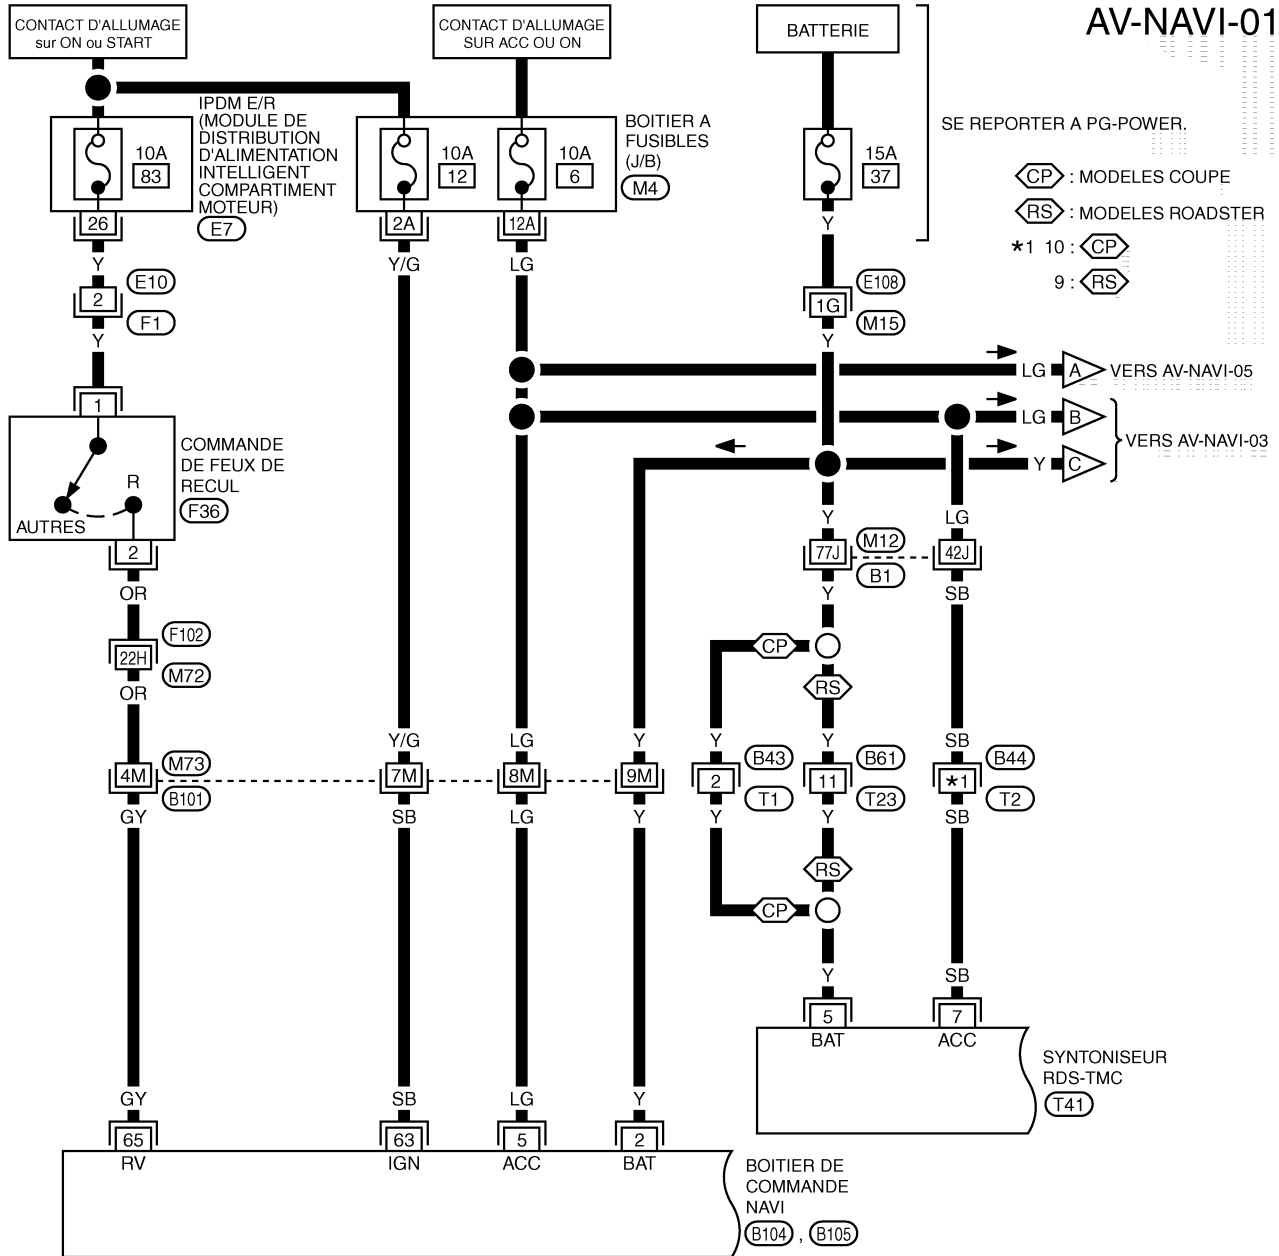 AV-NAVI-01
CONTACT D'ALLUMAGE
sur ON ou START
CONTACT D'ALLUMAGE
SUR ACC OU ON
BATTERIE
IPDM E/R
(MODULE DE
DISTRIBUTION
D'ALIMENTATION
INTELLIGENT
COMPARTIMENT
MOTEUR)
E7
10A
83
10A
12
10A
6
BOITIER A
FUSIBLES
(J/B)
M4
15A
37
SE REPORTER A PG-POWER.
CP : MODELES COUPE
RS : MODELES ROADSTER
*1 10 : CP
9 : RS
26
2A
12A
Y
Y
Y/G
LG
E10
2
F1
E108
1G
M15
Y
Y
LG A VERS AV-NAVI-05
LG B
VERS AV-NAVI-03
Y C
1
COMMANDE
DE FEUX DE
RECUL
F36
R
AUTRES
2
OR
Y
LG
M12
77J
42J
B1
Y
SB
F102
22H
M72
OR
CP
RS
Y/G
LG
Y
Y
Y
SB
M73
4M
7M
8M
9M
B101
B43
2
T1
B61
11
T23
B44
*1
T2
GY
SB
LG
Y
Y
Y
SB
RS
CP
Y
SB
5
7
BAT
ACC
SYNTONISEUR
RDS-TMC
T41
GY
SB
LG
Y
65
63
5
2
RV
IGN
ACC
BAT
BOITIER DE
COMMANDE
NAVI
B104 , B105